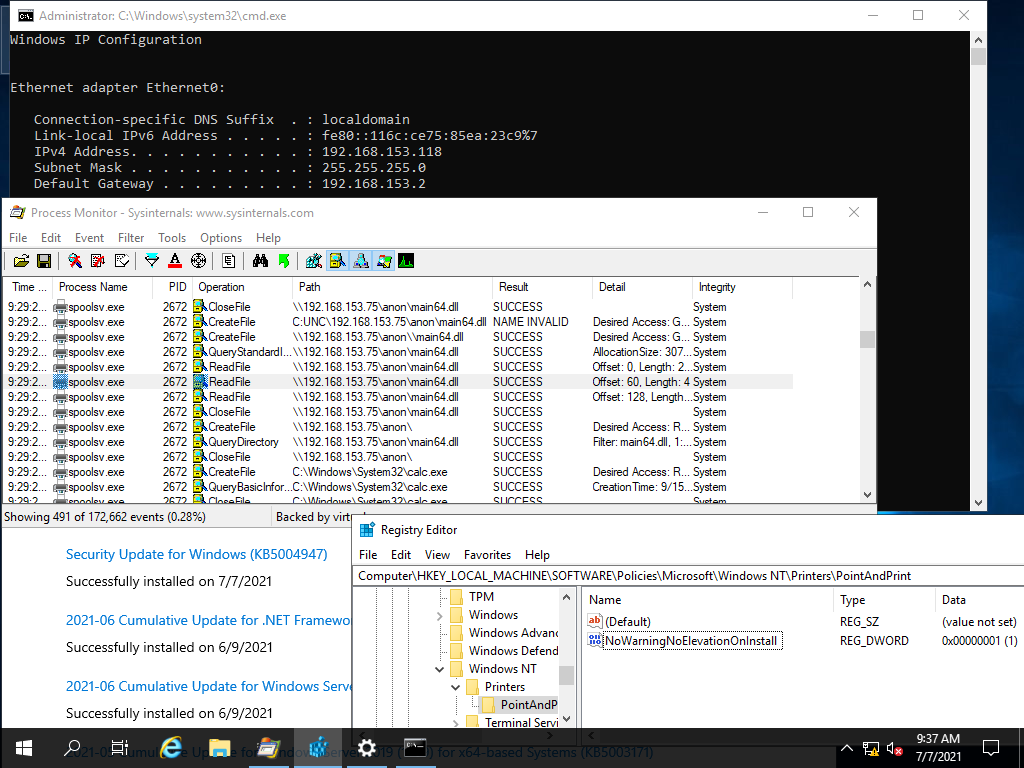 Administrator: C:\Windows\system32\cmd.exe
Windows IP Configuration
Ethernet adapter Ethernet0:
Connection-specific DNS Suffix  . : localdomain
Link-local IPv6 Address . . . . . : fe80::116c:ce75:85ea:23c9%7
IPv4 Address. . . . . . . . . . . : 192.168.153.118
Subnet Mask . . . . . . . . . . . : 255.255.255.0
Default Gateway . . . . . . . . . : 192.168.153.2
Process Monitor - Sysinternals: www.sysinternals.com
File Edit Event Filter Tools Options Help
Time ... Process Name PID Operation Path Result Detail Integrity
9:29:2... spoolsv.exe 2672 CloseFile \\192.168.153.75\anon\main64.dll SUCCESS System
9:29:2... spoolsv.exe 2672 CreateFile C:UNC\192.168.153.75\anon\main64.dll NAME INVALID Desired Access: G... System
9:29:2... spoolsv.exe 2672 CreateFile \\192.168.153.75\anon\\main64.dll SUCCESS Desired Access: G... System
9:29:2... spoolsv.exe 2672 QueryStandardI... \\192.168.153.75\anon\main64.dll SUCCESS AllocationSize: 307... System
9:29:2... spoolsv.exe 2672 ReadFile \\192.168.153.75\anon\main64.dll SUCCESS Offset: 0, Length: 2... System
9:29:2... spoolsv.exe 2672 ReadFile \\192.168.153.75\anon\main64.dll SUCCESS Offset: 60, Length: 4 System
9:29:2... spoolsv.exe 2672 ReadFile \\192.168.153.75\anon\main64.dll SUCCESS Offset: 128, Length... System
9:29:2... spoolsv.exe 2672 CloseFile \\192.168.153.75\anon\main64.dll SUCCESS System
9:29:2... spoolsv.exe 2672 CreateFile \\192.168.153.75\anon\ SUCCESS Desired Access: R... System
9:29:2... spoolsv.exe 2672 QueryDirectory \\192.168.153.75\anon\main64.dll SUCCESS Filter: main64.dll, 1:... System
9:29:2... spoolsv.exe 2672 CloseFile \\192.168.153.75\anon\ SUCCESS System
9:29:2... spoolsv.exe 2672 CreateFile C:\Windows\System32\calc.exe SUCCESS Desired Access: R... System
9:29:2... spoolsv.exe 2672 QueryBasicInfor... C:\Windows\System32\calc.exe SUCCESS CreationTime: 9/15... System
9:29:2... spoolsv.exe 2672 CloseFile C:\Windows\System32\calc.exe SUCCESS System
Showing 491 of 172,662 events (0.28%) Backed by virtu
Security Update for Windows (KB5004947)
Successfully installed on 7/7/2021
2021-06 Cumulative Update for .NET Framewo
Successfully installed on 6/9/2021
2021-06 Cumulative Update for Windows Serve
Successfully installed on 6/9/2021
Registry Editor
File Edit View Favorites Help
Computer\HKEY_LOCAL_MACHINE\SOFTWARE\Policies\Microsoft\Windows NT\Printers\PointAndPrint
TPM
Windows
Windows Advanc
Windows Defend
Windows NT
Printers
PointAndP
Terminal Servi
Name Type Data
(Default) REG_SZ (value not set)
NoWarningNoElevationOnInstall REG_DWORD 0x00000001 (1)
for x64-based Systems (KB5003171)
9:37 AM
7/7/2021